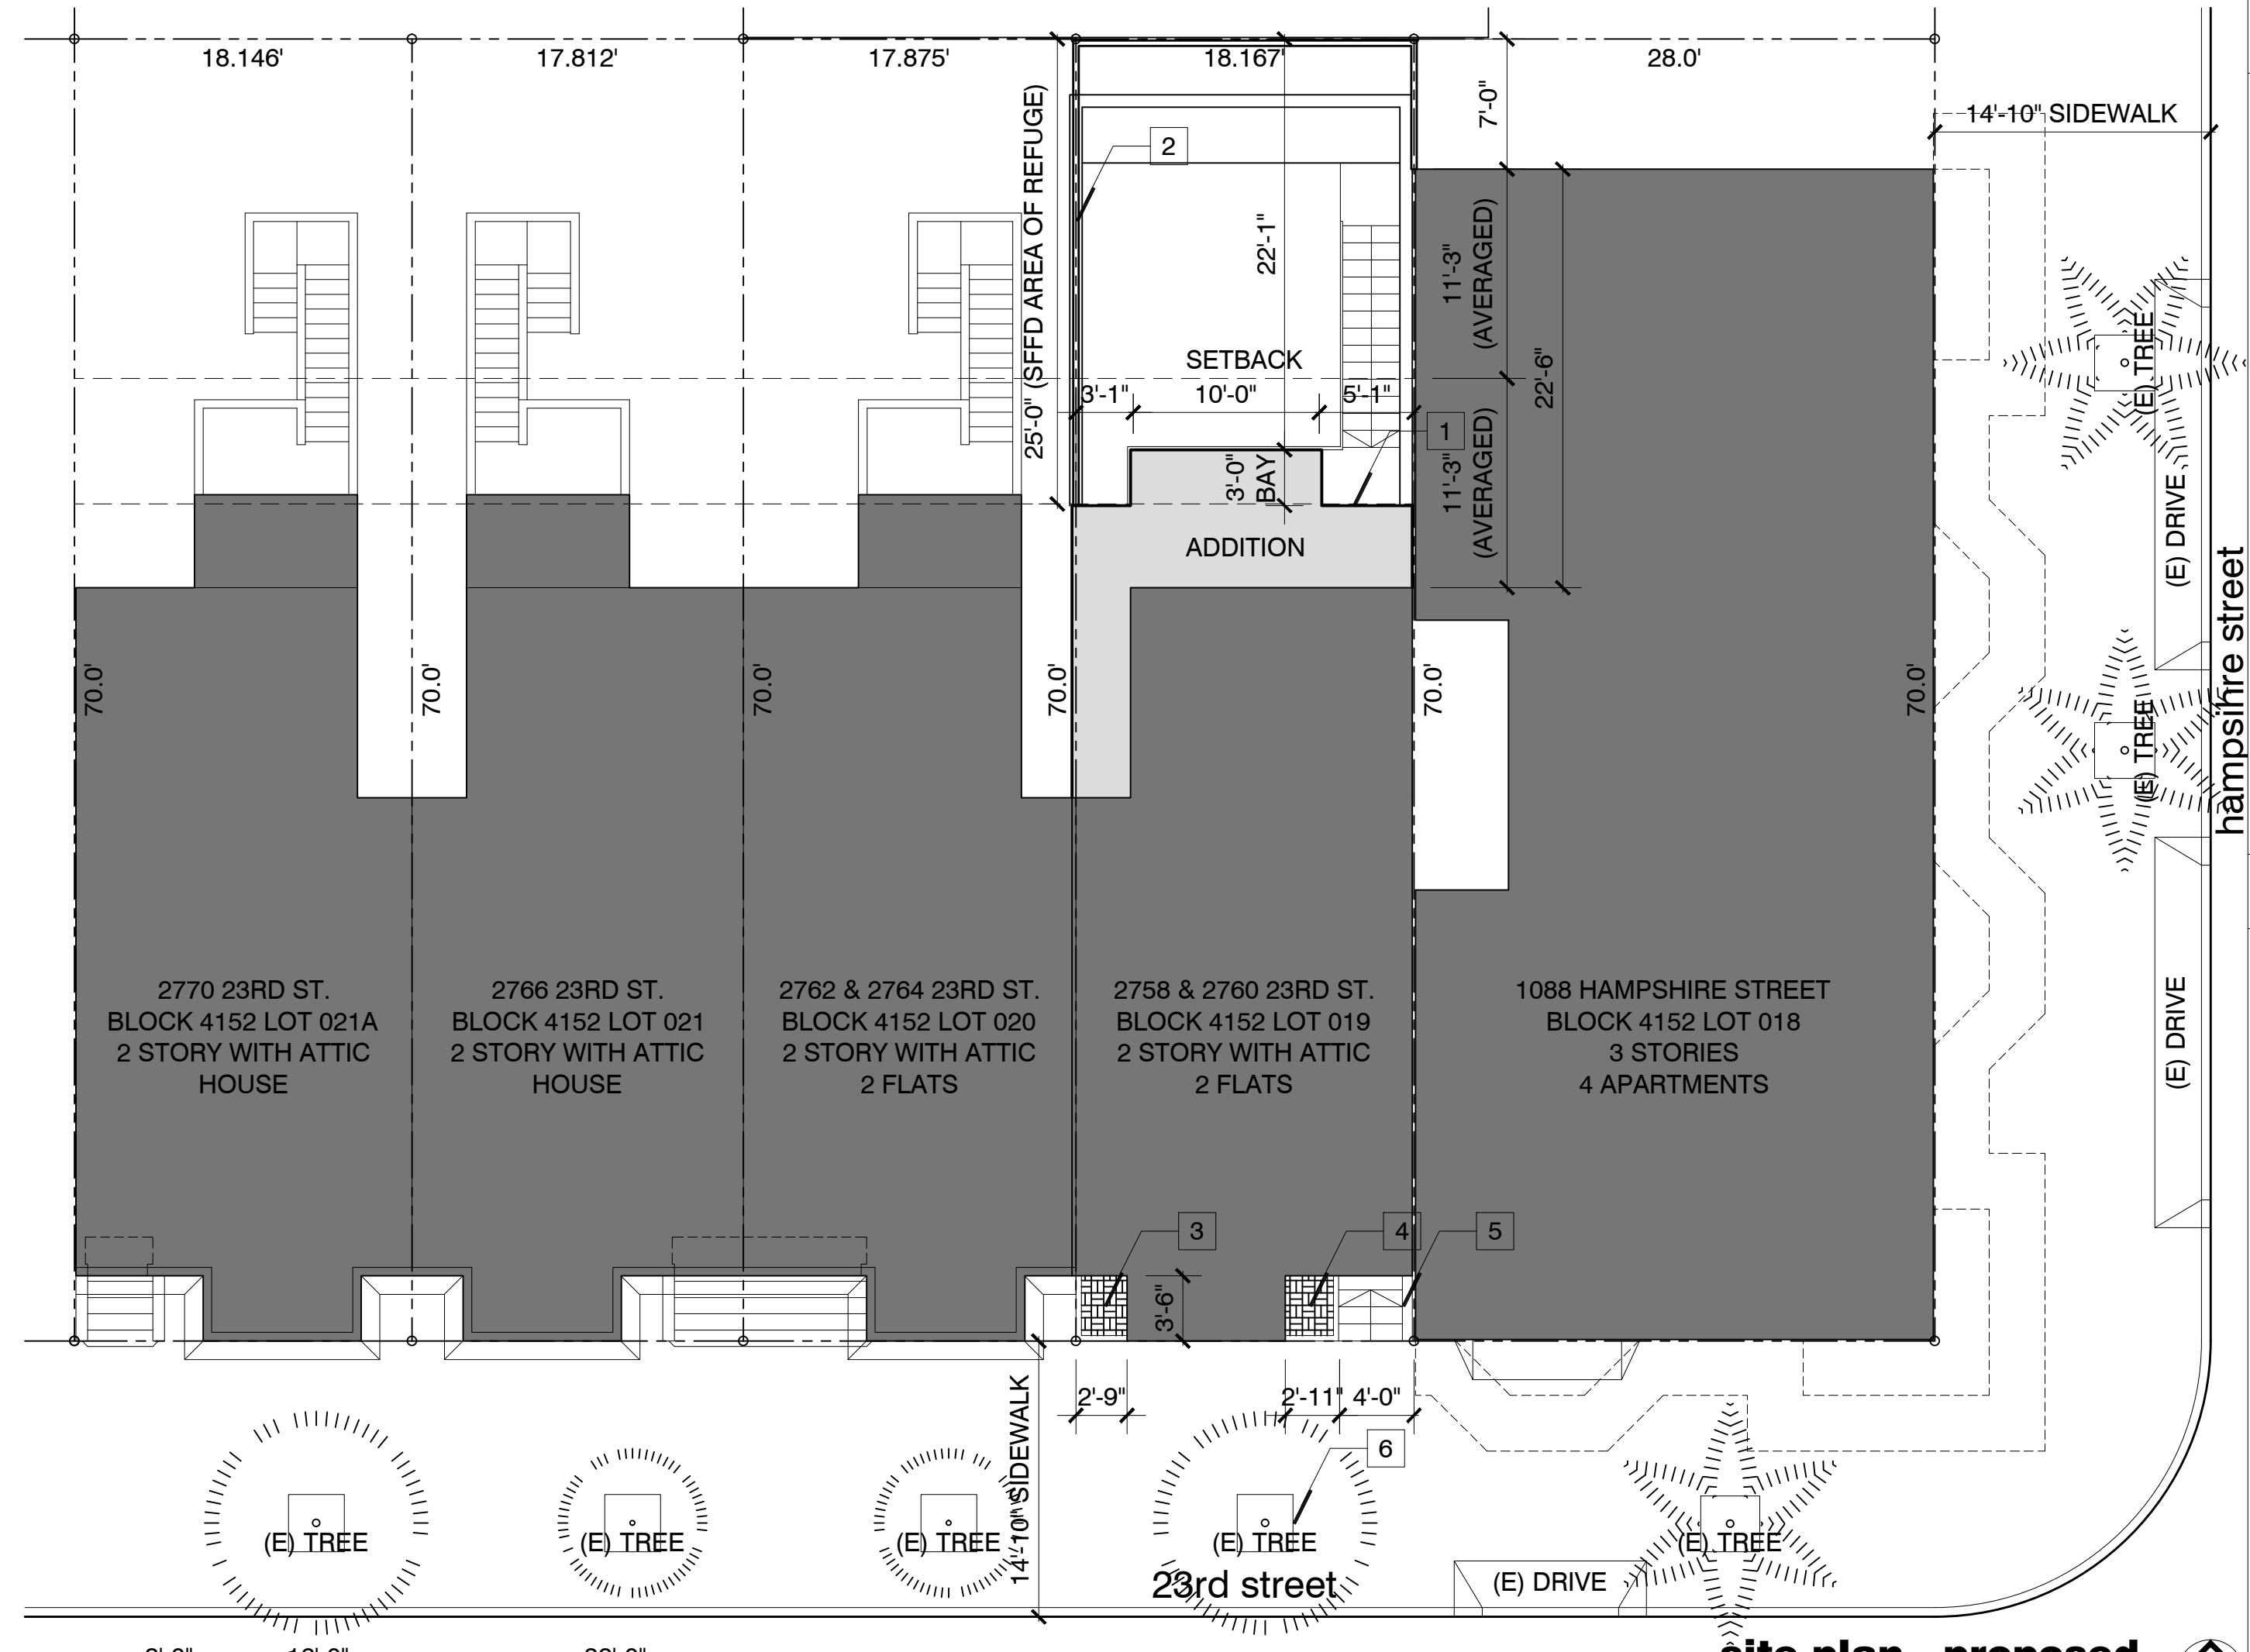 18.146'
17.812'
17.875'
18.167'
28.0'
14'-10" SIDEWALK
7'-0"
25'-0" (SFFD AREA OF REFUGE)
2
22'-1"
11'-3"
(AVERAGED)
22'-6"
SETBACK
3'-1"
10'-0"
5'-1"
1
11'-3"
(AVERAGED)
3'-0"
BAY
ADDITION
(E) TREE
(E) DRIVE
hampsihre street
70.0'
70.0'
70.0'
70.0'
70.0'
70.0'
(E) TREE
2770 23RD ST.
BLOCK 4152 LOT 021A
2 STORY WITH ATTIC
HOUSE
2766 23RD ST.
BLOCK 4152 LOT 021
2 STORY WITH ATTIC
HOUSE
2762 & 2764 23RD ST.
BLOCK 4152 LOT 020
2 STORY WITH ATTIC
2 FLATS
2758 & 2760 23RD ST.
BLOCK 4152 LOT 019
2 STORY WITH ATTIC
2 FLATS
1088 HAMPSHIRE STREET
BLOCK 4152 LOT 018
3 STORIES
4 APARTMENTS
(E) DRIVE
3
4
5
3'-6"
2'-9"
2'-11"
4'-0"
14'-10" SIDEWALK
6
(E) TREE
(E) TREE
(E) TREE
(E) TREE
(E) TREE
23rd street
(E) DRIVE
site plan - proposed